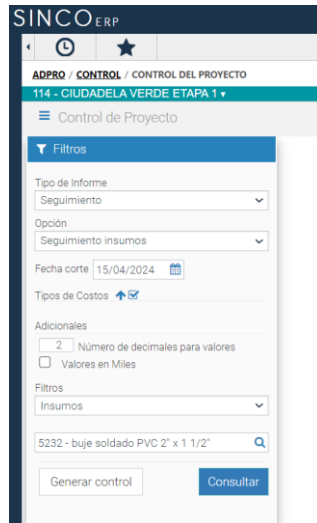 SINCO ERP
ADPRO / CONTROL / CONTROL DEL PROYECTO
114 - CIUDADELA VERDE ETAPA 1
Control de Proyecto
Filtros
Tipo de Informe
Seguimiento
Opción
Seguimiento insumos
Fecha corte 15/04/2024
Tipos de Costos
Adicionales
2 Número de decimales para valores
Valores en Miles
Filtros
Insumos
5232 - buje soldado PVC 2" x 1 1/2"
Generar control Consultar